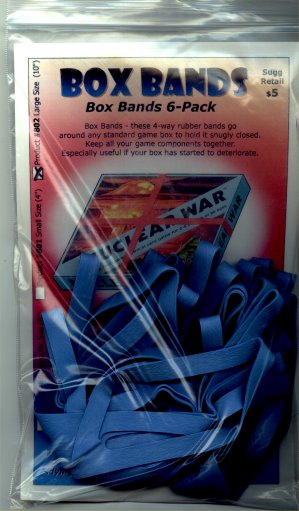 BOX BANDS
Sugg
Retail
$5
Box Bands 6-Pack
Box Bands - these 4-way rubber bands go
around any standard game box to hold it snugly closed.
Keep all your game components together.
Especially useful if your box has started to deteriorate.
Product #802 Large Size (10")
Small Size (4")
WAR
WAR